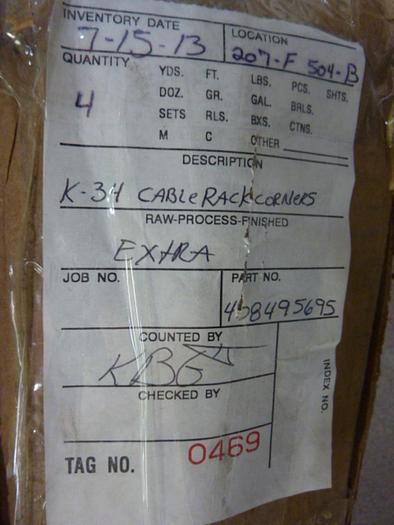 INVENTORY DATE LOCATION
7-15-13 207-F 504-B
QUANTITY YDS. FT. LBS. PCS. SHTS.
4 DOZ. GR. GAL. BRLS.
SETS RLS. BXS. CTNS.
M C OTHER
DESCRIPTION
K-34 CABLE RACK CORNERS
RAW-PROCESS-FINISHED
EXTRA
JOB NO. PART NO.
458495695
COUNTED BY
KBG
CHECKED BY
INDEX NO.
TAG NO. 0469